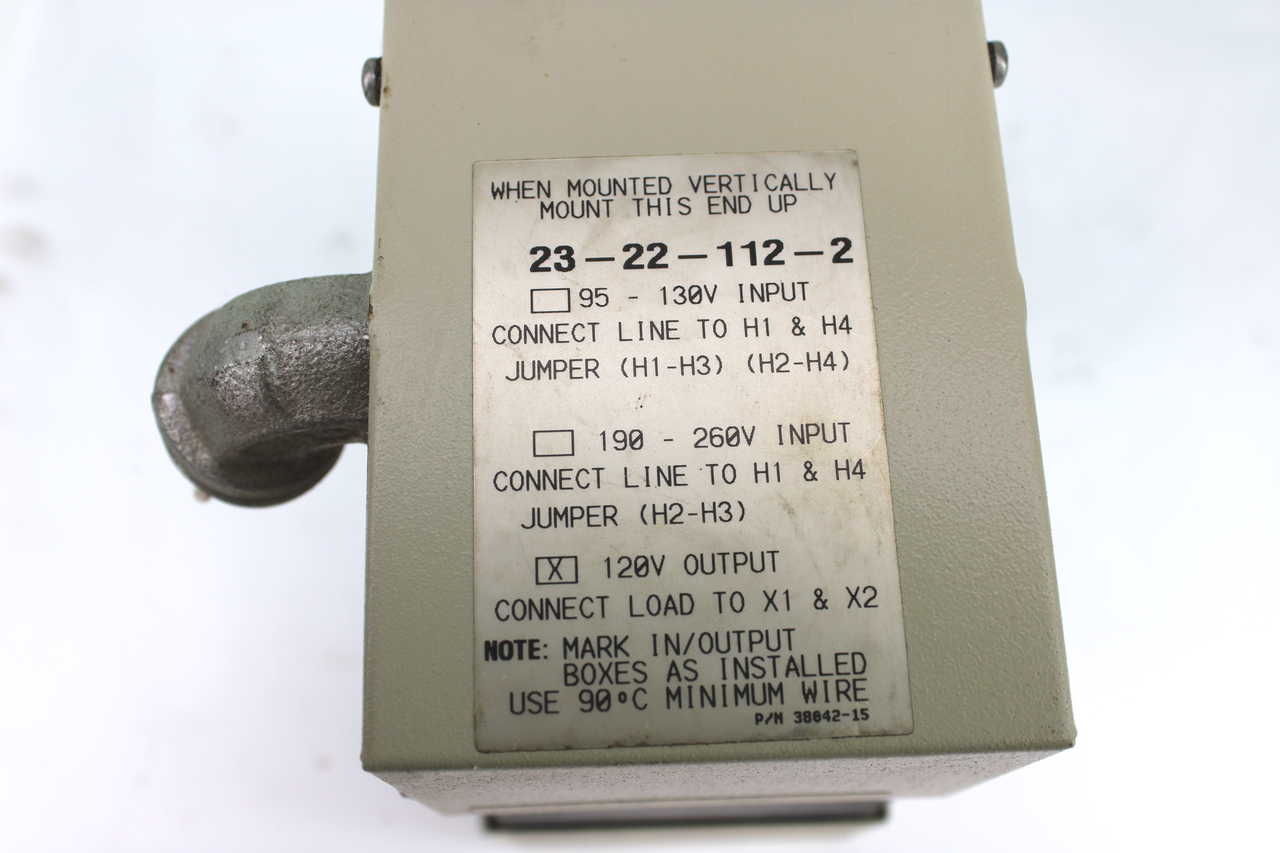 WHEN MOUNTED VERTICALLY
MOUNT THIS END UP
23-22-112-2
95 - 130V INPUT
CONNECT LINE TO H1 & H4
JUMPER (H1-H3) (H2-H4)
190 - 260V INPUT
CONNECT LINE TO H1 & H4
JUMPER (H2-H3)
X 120V OUTPUT
CONNECT LOAD TO X1 & X2
NOTE: MARK IN/OUTPUT
BOXES AS INSTALLED
USE 90°C MINIMUM WIRE
P/N 38042-15